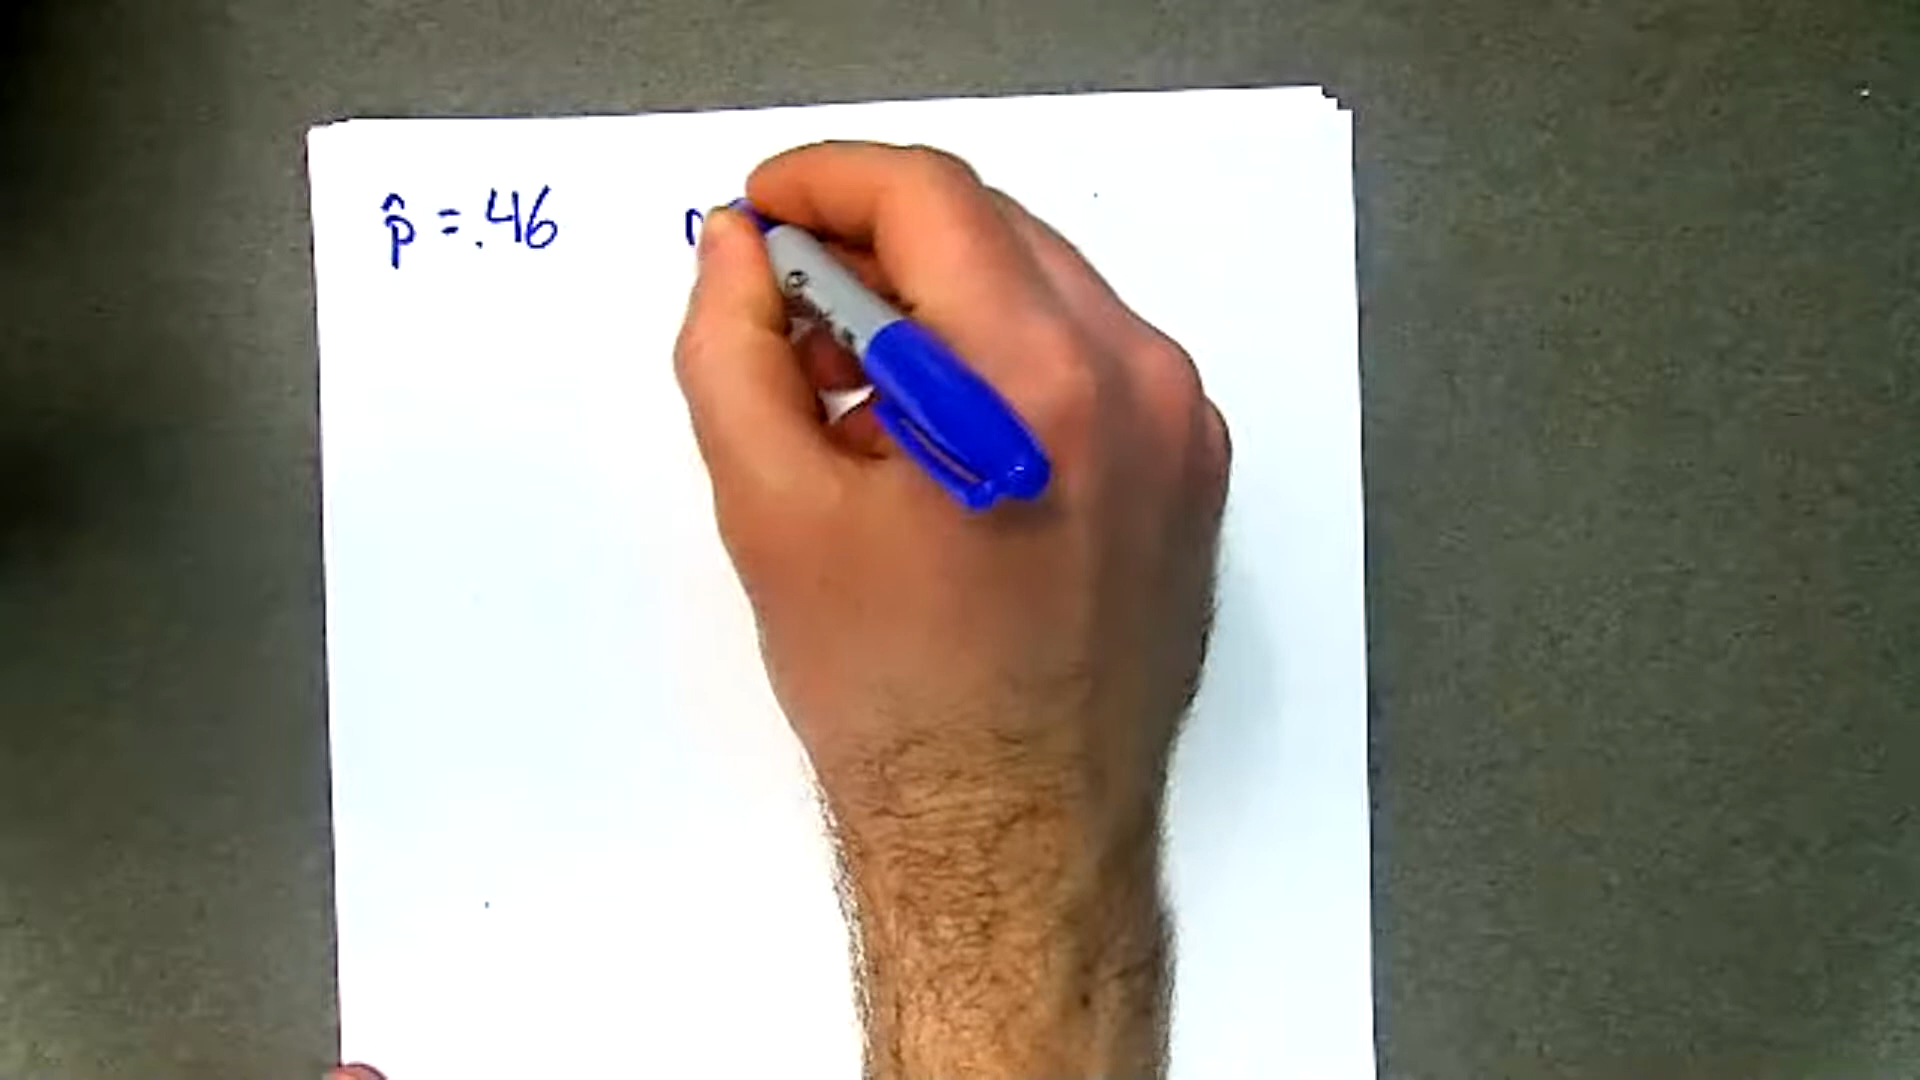 p̂ = .46 n